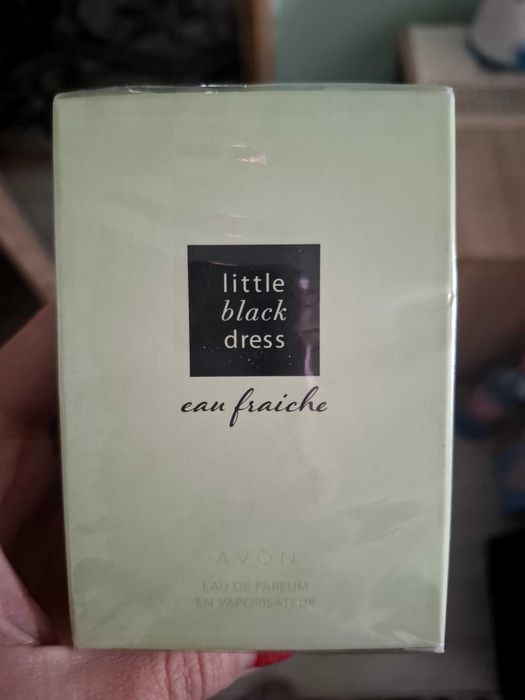 little
black
dress
eau fraiche
AVON
EAU DE PARFUM
EN VAPORISATEUR